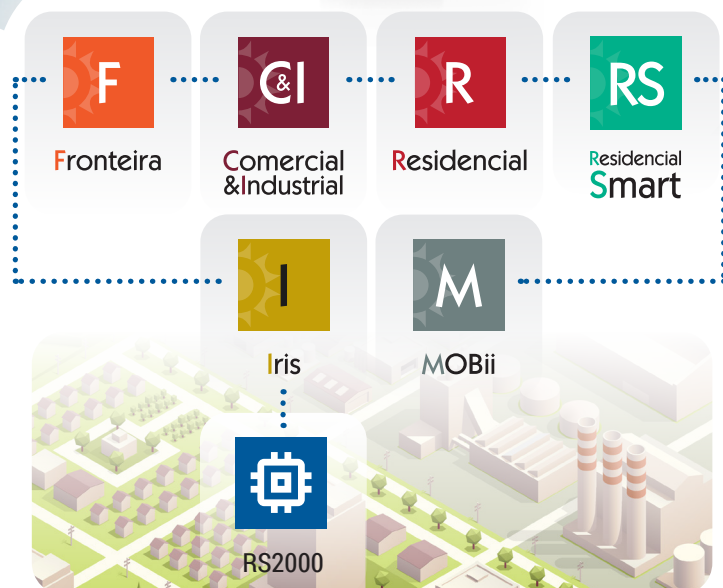 F
Fronteira
C&I
Comercial
&Industrial
R
Residencial
RS
Residencial
Smart
I
Iris
M
MOBii
RS2000